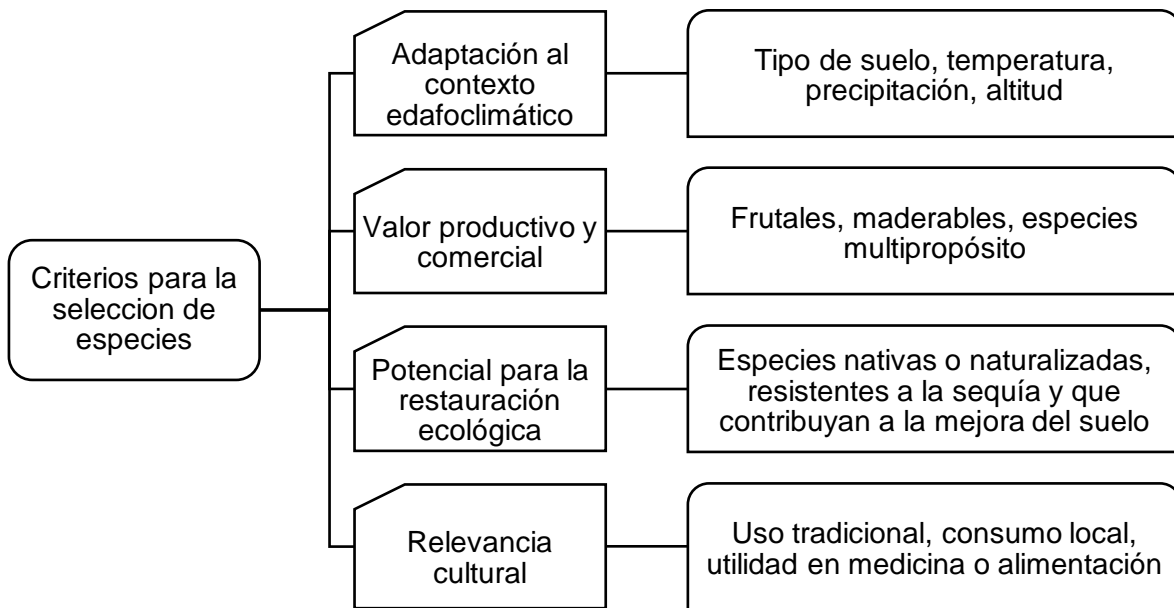 Criterios para la
seleccion de
especies
Adaptación al
contexto
edafoclimático
Tipo de suelo, temperatura,
precipitación, altitud
Valor productivo y
comercial
Frutales, maderables, especies
multipropósito
Potencial para la
restauración
ecológica
Especies nativas o naturalizadas,
resistentes a la sequía y que
contribuyan a la mejora del suelo
Relevancia
cultural
Uso tradicional, consumo local,
utilidad en medicina o alimentación